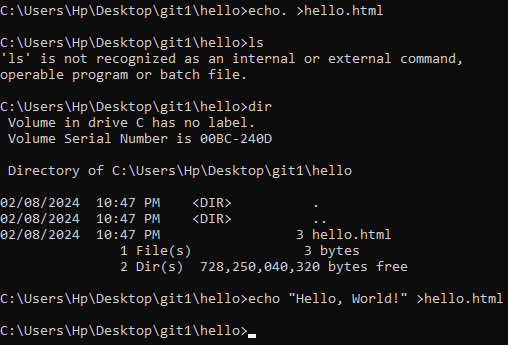 C:\Users\Hp\Desktop\git1\hello>echo. >hello.html
C:\Users\Hp\Desktop\git1\hello>ls
'ls' is not recognized as an internal or external command,
operable program or batch file.
C:\Users\Hp\Desktop\git1\hello>dir
 Volume in drive C has no label.
 Volume Serial Number is 00BC-240D
 Directory of C:\Users\Hp\Desktop\git1\hello
02/08/2024  10:47 PM    <DIR>          .
02/08/2024  10:47 PM    <DIR>          ..
02/08/2024  10:47 PM                 3 hello.html
               1 File(s)              3 bytes
               2 Dir(s)  728,250,040,320 bytes free
C:\Users\Hp\Desktop\git1\hello>echo "Hello, World!" >hello.html
C:\Users\Hp\Desktop\git1\hello>